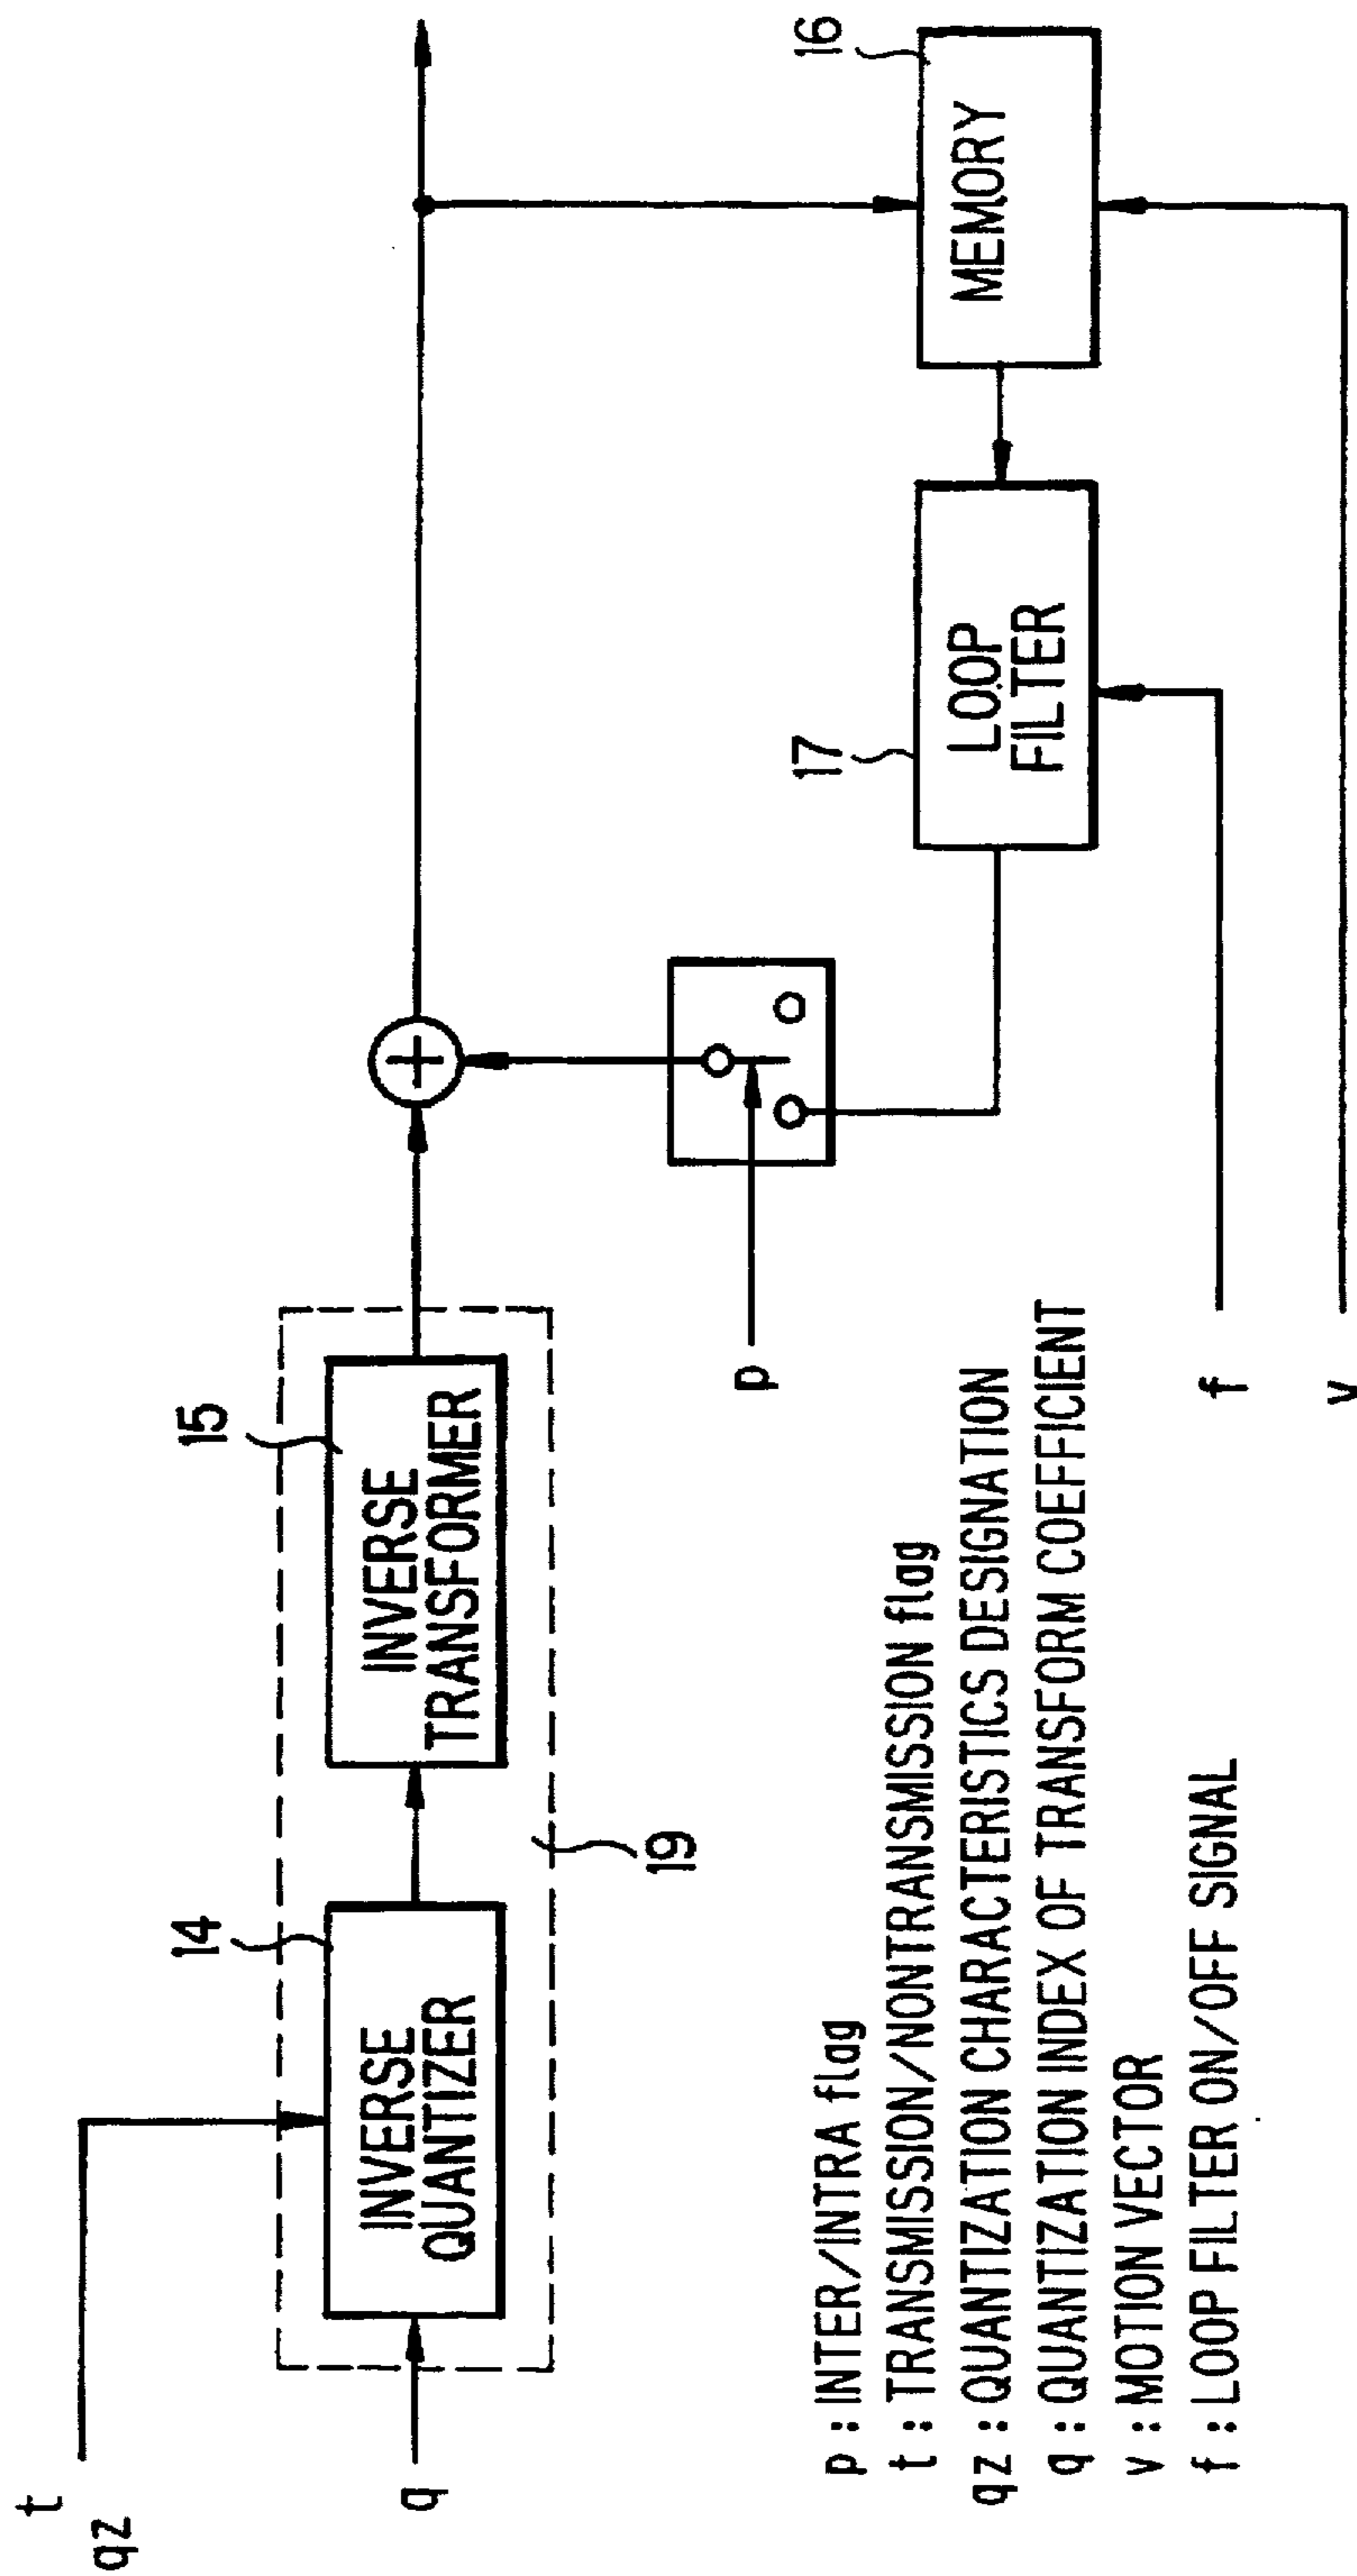 t
qz
q
14
INVERSE
QUANTIZER
15
INVERSE
TRANSFORMER
19
+
p
16
MEMORY
17
LOOP
FILTER
f
v
p : INTER/INTRA flag
t : TRANSMISSION/NONTRANSMISSION flag
qz : QUANTIZATION CHARACTERISTICS DESIGNATION
q : QUANTIZATION INDEX OF TRANSFORM COEFFICIENT
v : MOTION VECTOR
f : LOOP FILTER ON/OFF SIGNAL